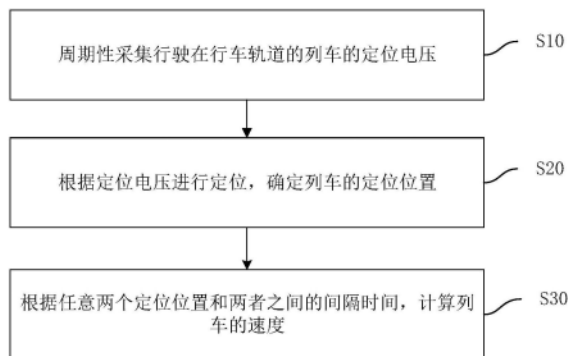 周期性采集行驶在行车轨道的列车的定位电压
S10
根据定位电压进行定位，确定列车的定位位置
S20
根据任意两个定位位置和两者之间的间隔时间，计算列
车的速度
S30